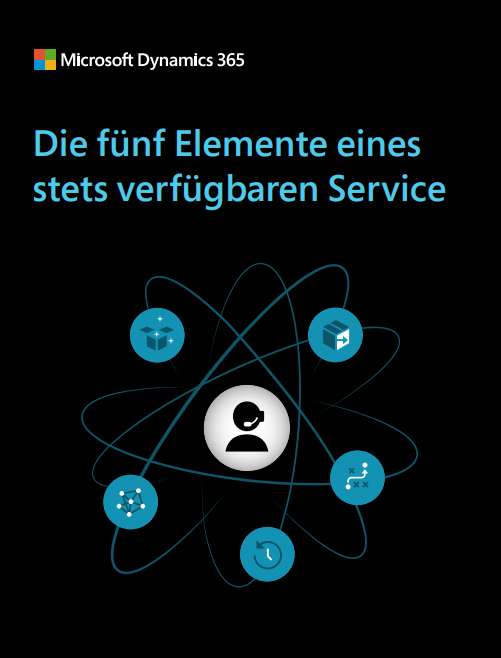 Microsoft Dynamics 365
Die fünf Elemente eines
stets verfügbaren Service